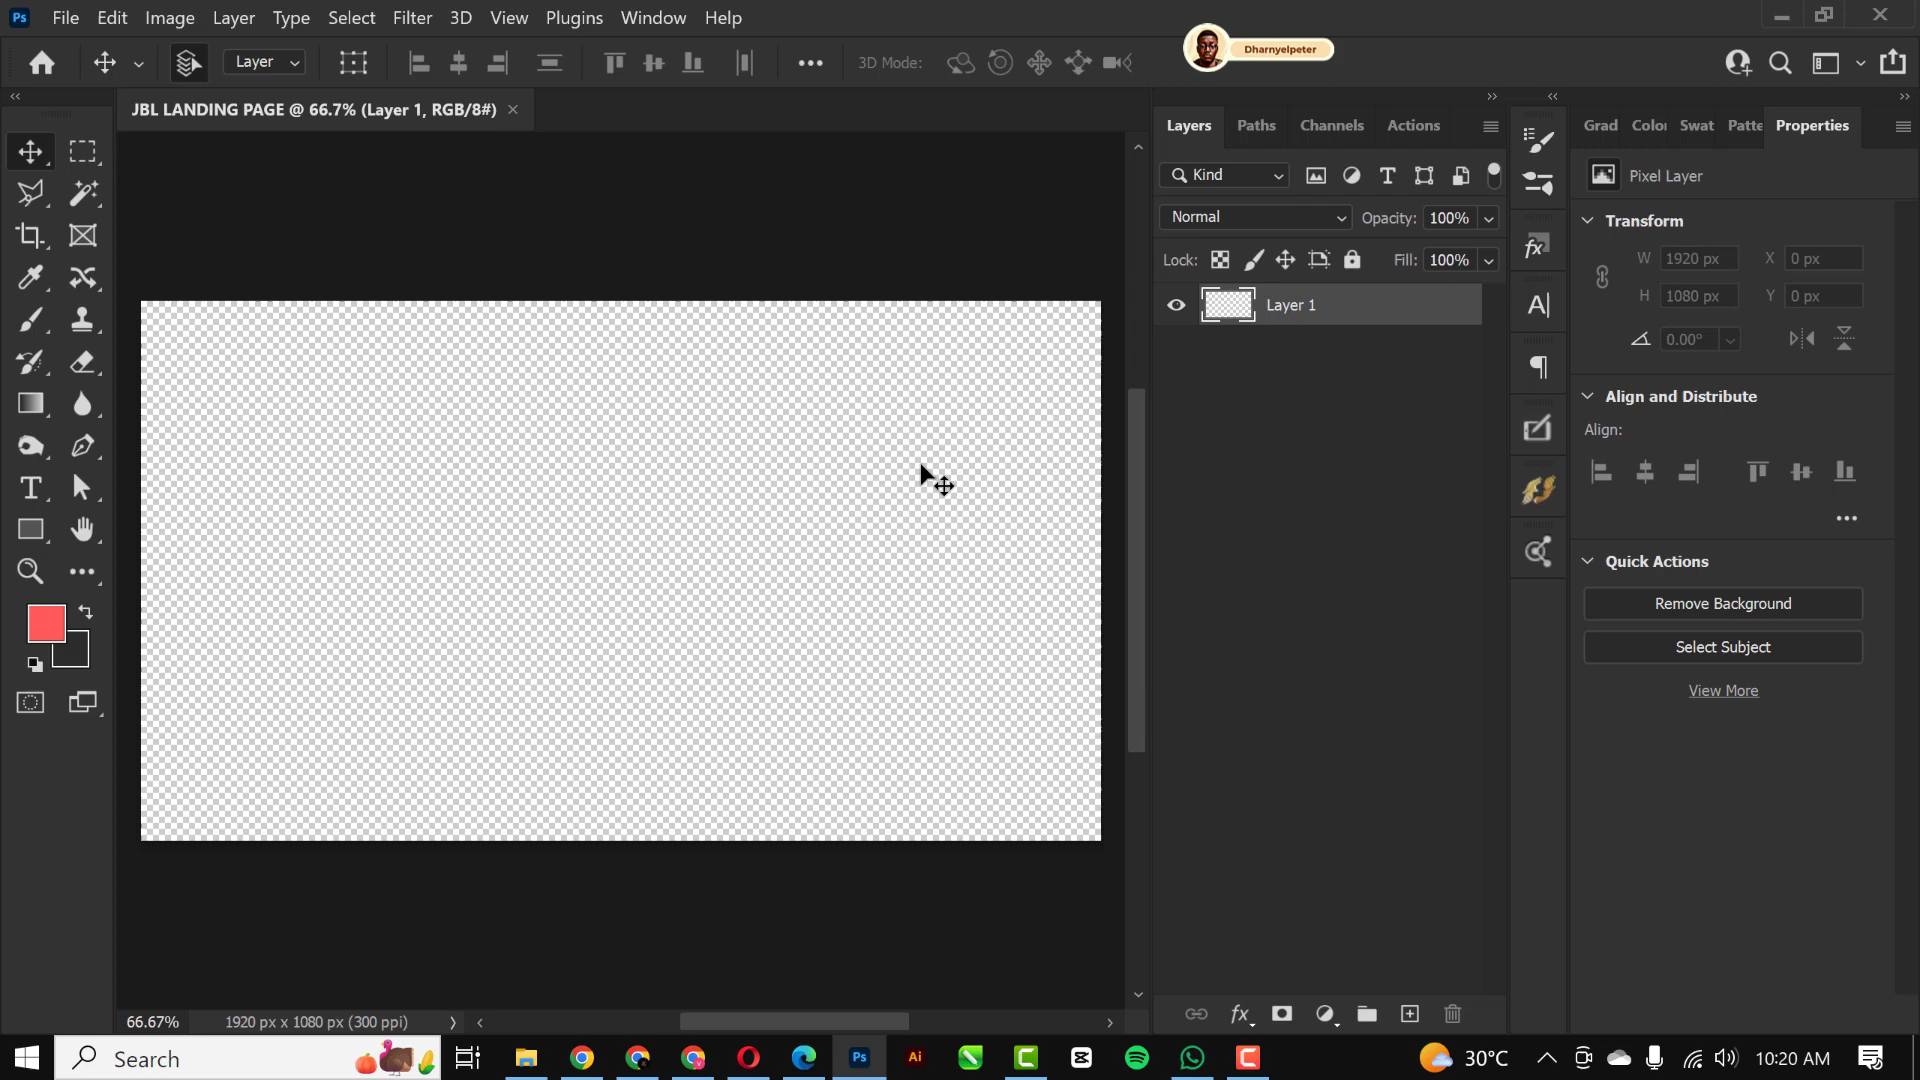 Ps File Edit Image Layer Type Select Filter 3D View Plugins Window Help
Layer 3D Mode: Dharnyelpeter
JBL LANDING PAGE @ 66.7% (Layer 1, RGB/8#)
Layers Paths Channels Actions
Grad Color Swat Patte Properties
Kind
Pixel Layer
Normal Opacity: 100%
Lock: Fill: 100%
Layer 1
Transform
W 1920 px X 0 px
H 1080 px Y 0 px
0.00°
Align and Distribute
Align:
Quick Actions
Remove Background
Select Subject
View More
66.67% 1920 px x 1080 px (300 ppi)
Search Ps Ai 30°C 10:20 AM